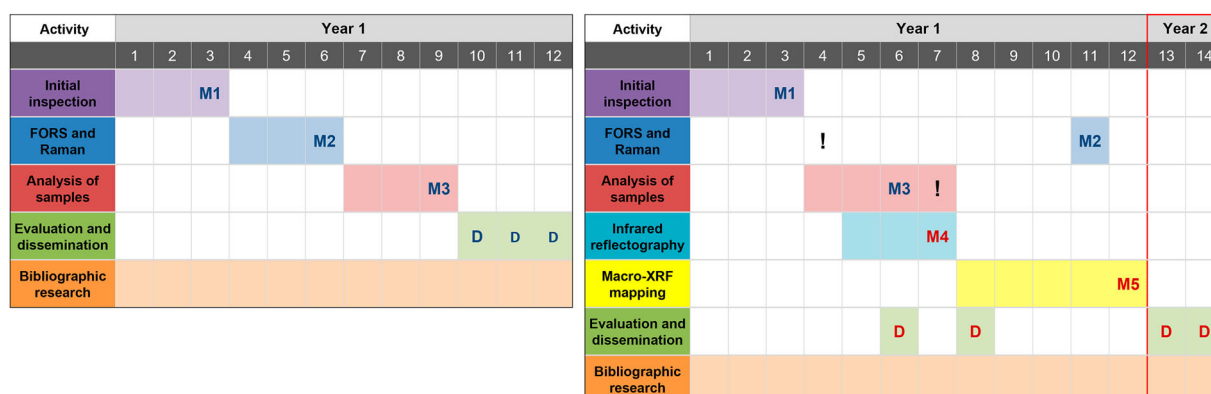 Activity Year 1
1 2 3 4 5 6 7 8 9 10 11 12
Initial
inspection
M1
FORS and
Raman
M2
Analysis of
samples
M3
Evaluation and
dissemination
D D D
Bibliographic
research
Activity Year 1 Year 2
1 2 3 4 5 6 7 8 9 10 11 12 13 14
Initial
inspection
M1
FORS and
Raman
! M2
Analysis of
samples
M3 !
Infrared
reflectography
M4
Macro-XRF
mapping
M5
Evaluation and
dissemination
D D D D
Bibliographic
research